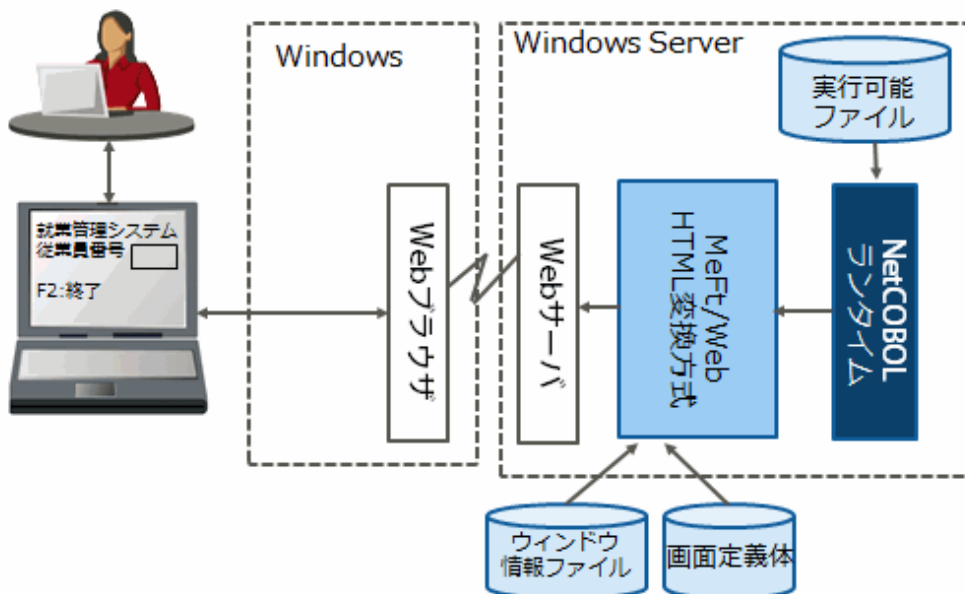 Windows
Windows Server
実行可能
ファイル
就業管理システム
従業員番号
F2:終了
Webブラウザ
Webサーバ
MeFt/Web
HTML変換方式
NetCOBOL
ランタイム
ウィンドウ
情報ファイル
画面定義体